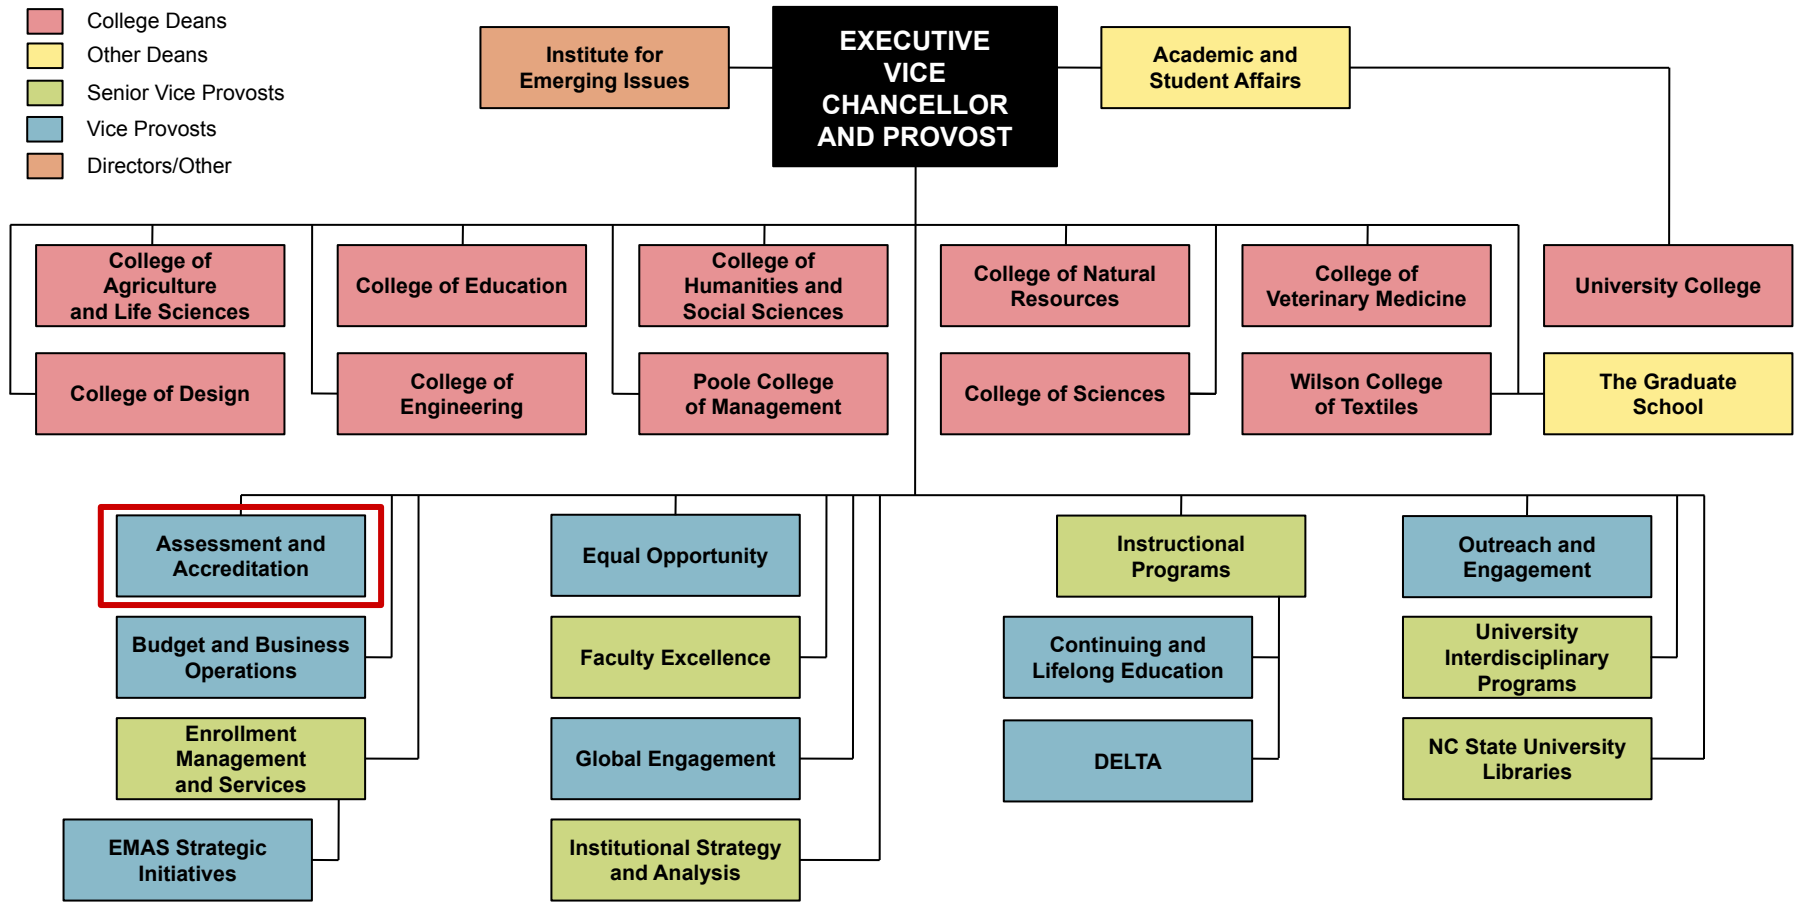 College Deans
Other Deans
Senior Vice Provosts
Vice Provosts
Directors/Other
Institute for
Emerging Issues
EXECUTIVE
VICE
CHANCELLOR
AND PROVOST
Academic and
Student Affairs
College of
Agriculture
and Life Sciences
College of Education
College of
Humanities and
Social Sciences
College of Natural
Resources
College of
Veterinary Medicine
University College
College of Design
College of
Engineering
Poole College
of Management
College of Sciences
Wilson College
of Textiles
The Graduate
School
Assessment and
Accreditation
Equal Opportunity
Instructional
Programs
Outreach and
Engagement
Budget and Business
Operations
Faculty Excellence
Continuing and
Lifelong Education
University
Interdisciplinary
Programs
Enrollment
Management
and Services
Global Engagement
DELTA
NC State University
Libraries
EMAS Strategic
Initiatives
Institutional Strategy
and Analysis